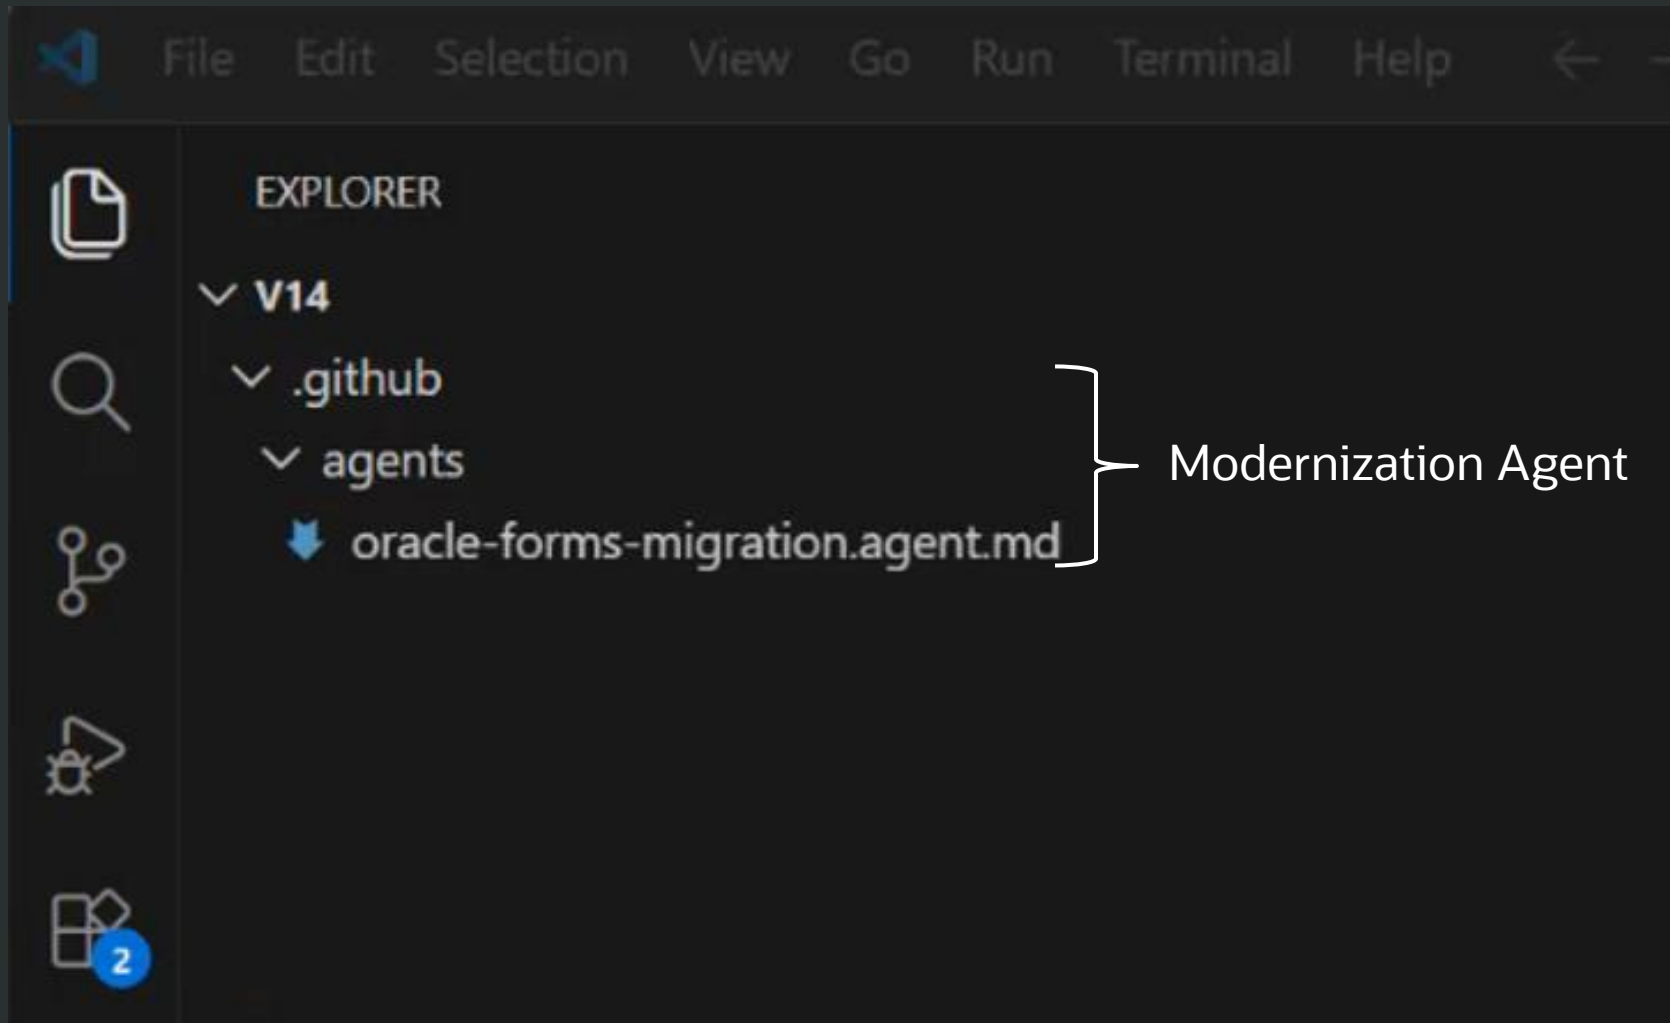 File Edit Selection View Go Run Terminal Help
EXPLORER
V14
.github
agents
oracle-forms-migration.agent.md
Modernization Agent
2